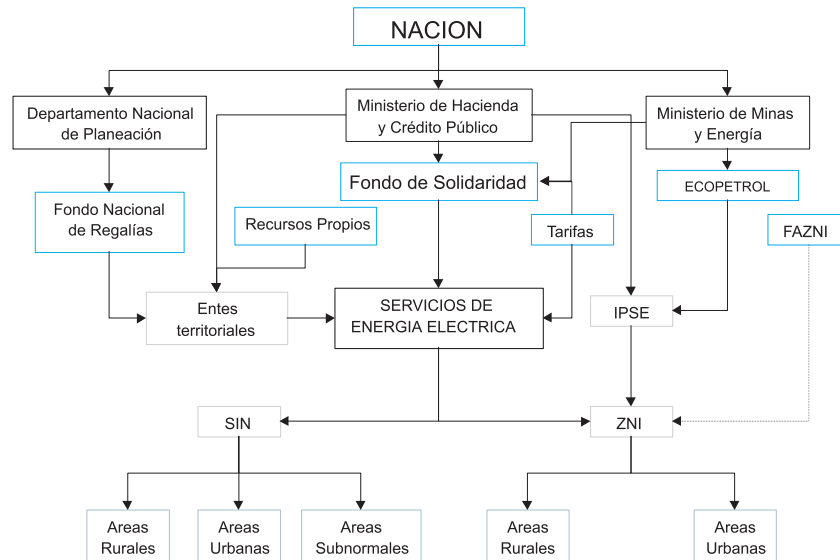 NACION
Departamento Nacional
de Planeación
Ministerio de Hacienda
y Crédito Público
Ministerio de Minas
y Energía
Fondo de Solidaridad
ECOPETROL
Fondo Nacional
de Regalías
Recursos Propios
Tarifas
FAZNI
Entes
territoriales
SERVICIOS DE
ENERGIA ELECTRICA
IPSE
SIN
ZNI
Areas
Rurales
Areas
Urbanas
Areas
Subnormales
Areas
Rurales
Areas
Urbanas